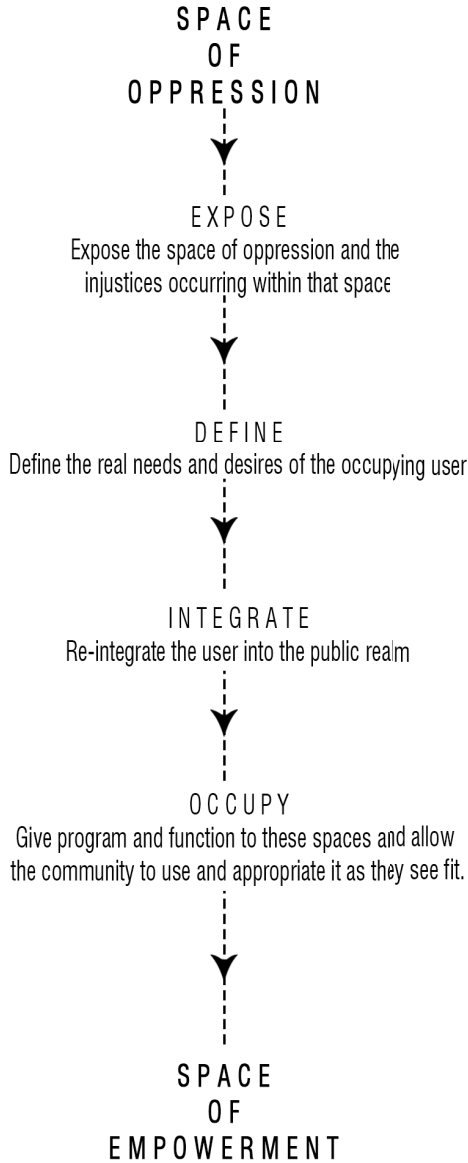 SPACE
OF
OPPRESSION
EXPOSE
Expose the space of oppression and the
injustices occurring within that space
DEFINE
Define the real needs and desires of the occupying user
INTEGRATE
Re-integrate the user into the public realm
OCCUPY
Give program and function to these spaces and allow
the community to use and appropriate it as they see fit.
SPACE
OF
EMPOWERMENT